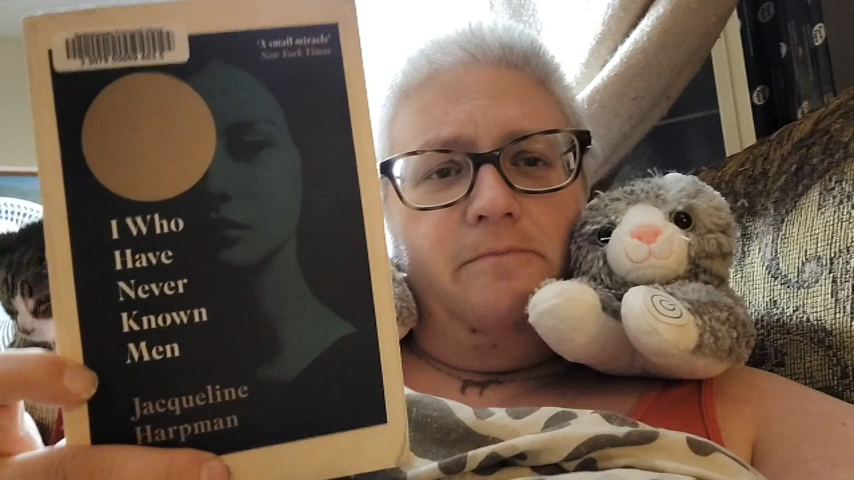 'A small miracle'
New York Times
I Who
Have
Never
Known
Men
Jacqueline
Harpman